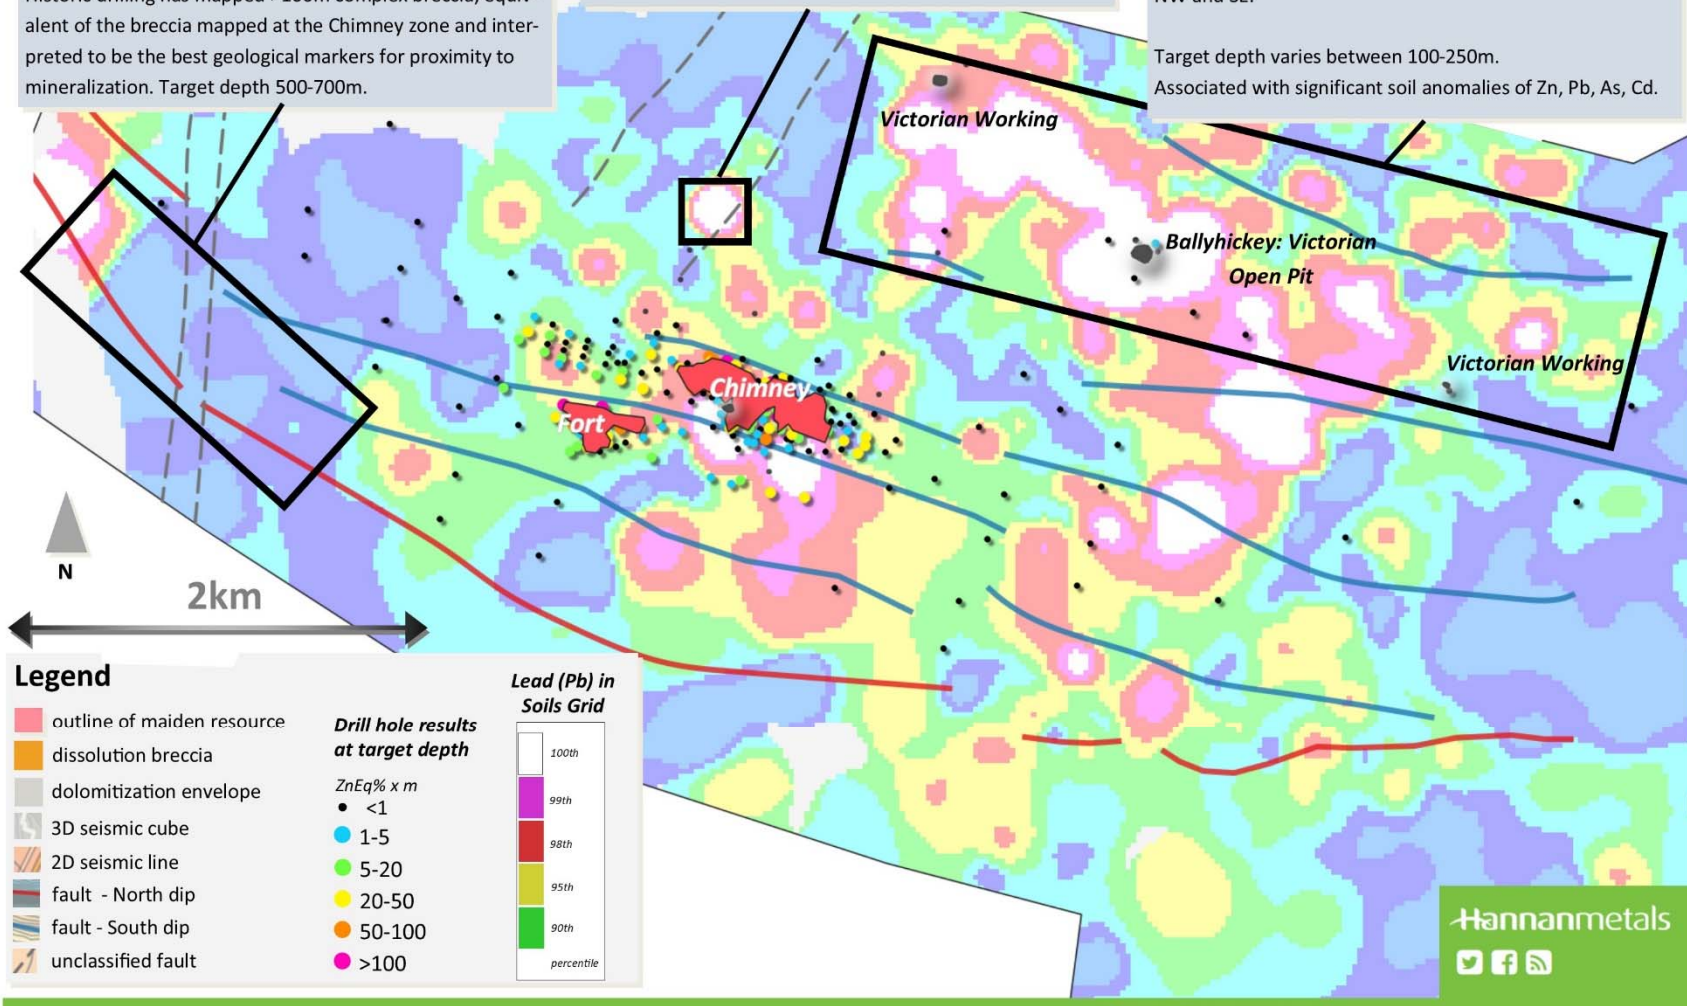 alent of the breccia mapped at the Chimney zone and inter-
preted to be the best geological markers for proximity to
mineralization. Target depth 500-700m.
Target depth varies between 100-250m.
Associated with significant soil anomalies of Zn, Pb, As, Cd.
Victorian Working
Ballyhickey: Victorian
Open Pit
Victorian Working
Chimney
Fort
N
2km
Legend
outline of maiden resource
dissolution breccia
dolomitization envelope
3D seismic cube
2D seismic line
fault - North dip
fault - South dip
unclassified fault
Drill hole results
at target depth
ZnEq% x m
<1
1-5
5-20
20-50
50-100
>100
Lead (Pb) in
Soils Grid
100th
99th
98th
95th
90th
percentile
Hannanmetals